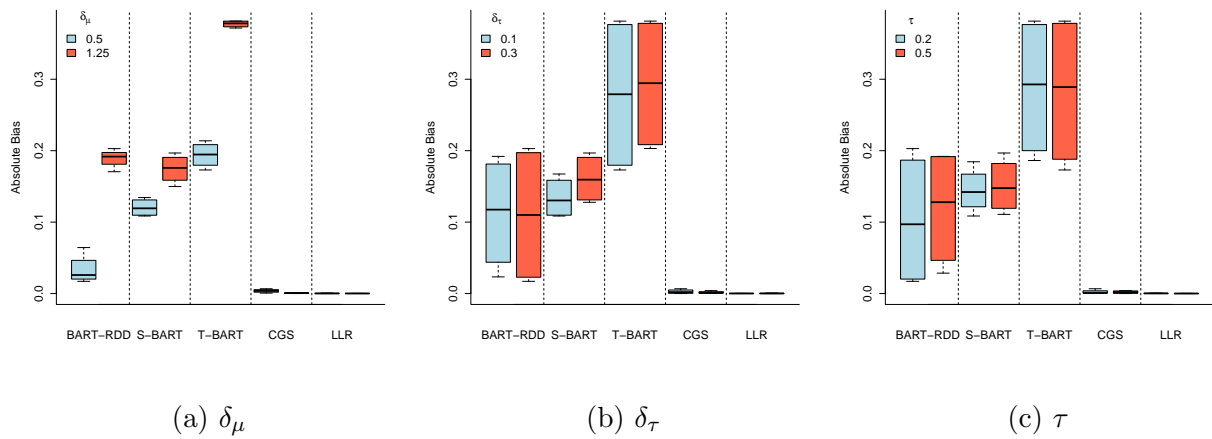 δμ
0.5
1.25
Absolute Bias
0.0 0.1 0.2 0.3
BART−RDD S−BART T−BART CGS LLR
(a) δμ
δτ
0.1
0.3
Absolute Bias
0.0 0.1 0.2 0.3
BART−RDD S−BART T−BART CGS LLR
(b) δτ
τ
0.2
0.5
Absolute Bias
0.0 0.1 0.2 0.3
BART−RDD S−BART T−BART CGS LLR
(c) τ